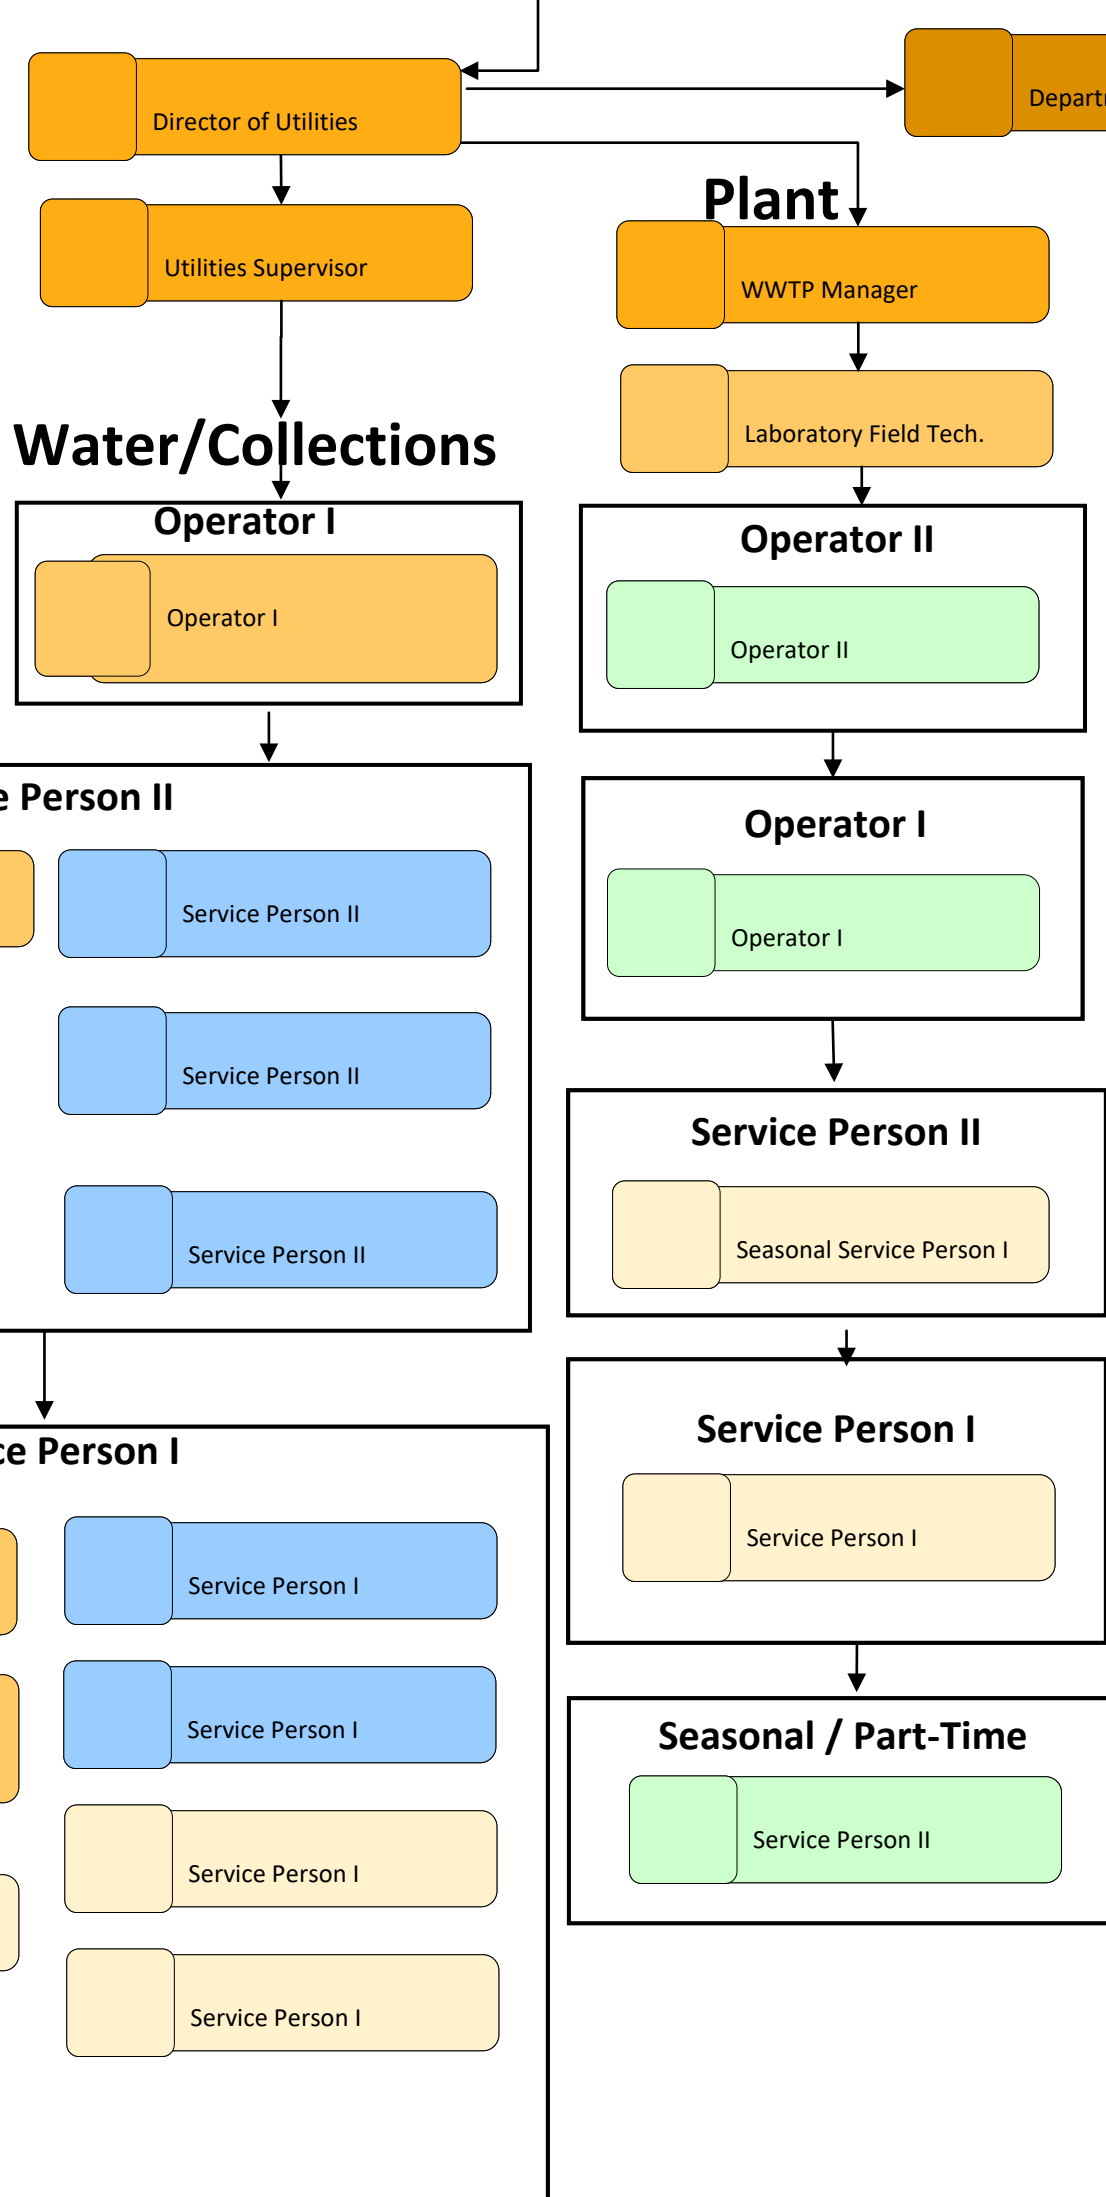 Director of Utilities
Utilities Supervisor
Water/Collections
Operator I
Operator I
e Person II
Service Person II
Service Person II
Service Person II
ce Person I
Service Person I
Service Person I
Service Person I
Service Person I
Depart
Plant
WWTP Manager
Laboratory Field Tech.
Operator II
Operator II
Operator I
Operator I
Service Person II
Seasonal Service Person I
Service Person I
Service Person I
Seasonal / Part-Time
Service Person II